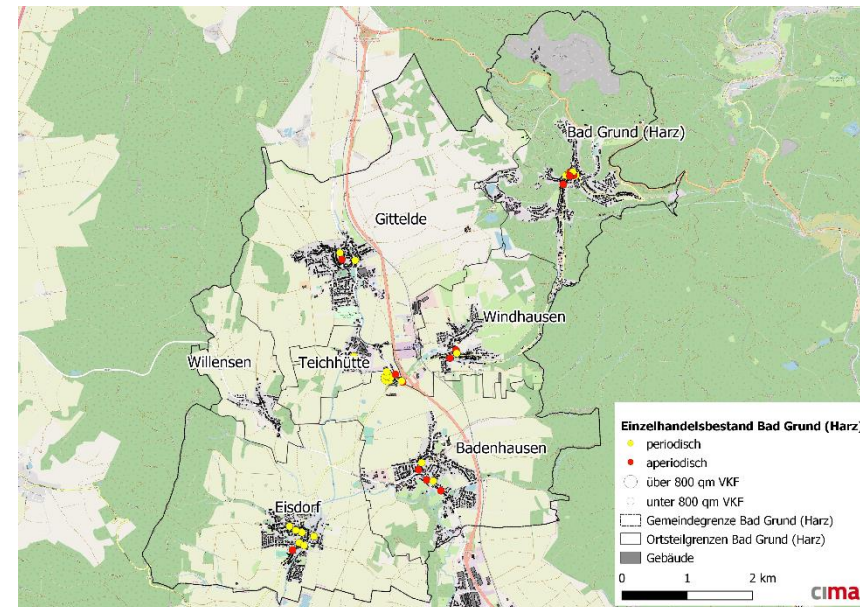 Bad Grund (Harz)
Gittelde
Windhausen
Willensen
Teichhütte
Badenhausen
Eisdorf
Einzelhandelsbestand Bad Grund (Harz)
periodisch
aperiodisch
über 800 qm VKF
unter 800 qm VKF
Gemeindegrenze Bad Grund (Harz)
Ortsteilgrenzen Bad Grund (Harz)
Gebäude
0 1 2 km
cima